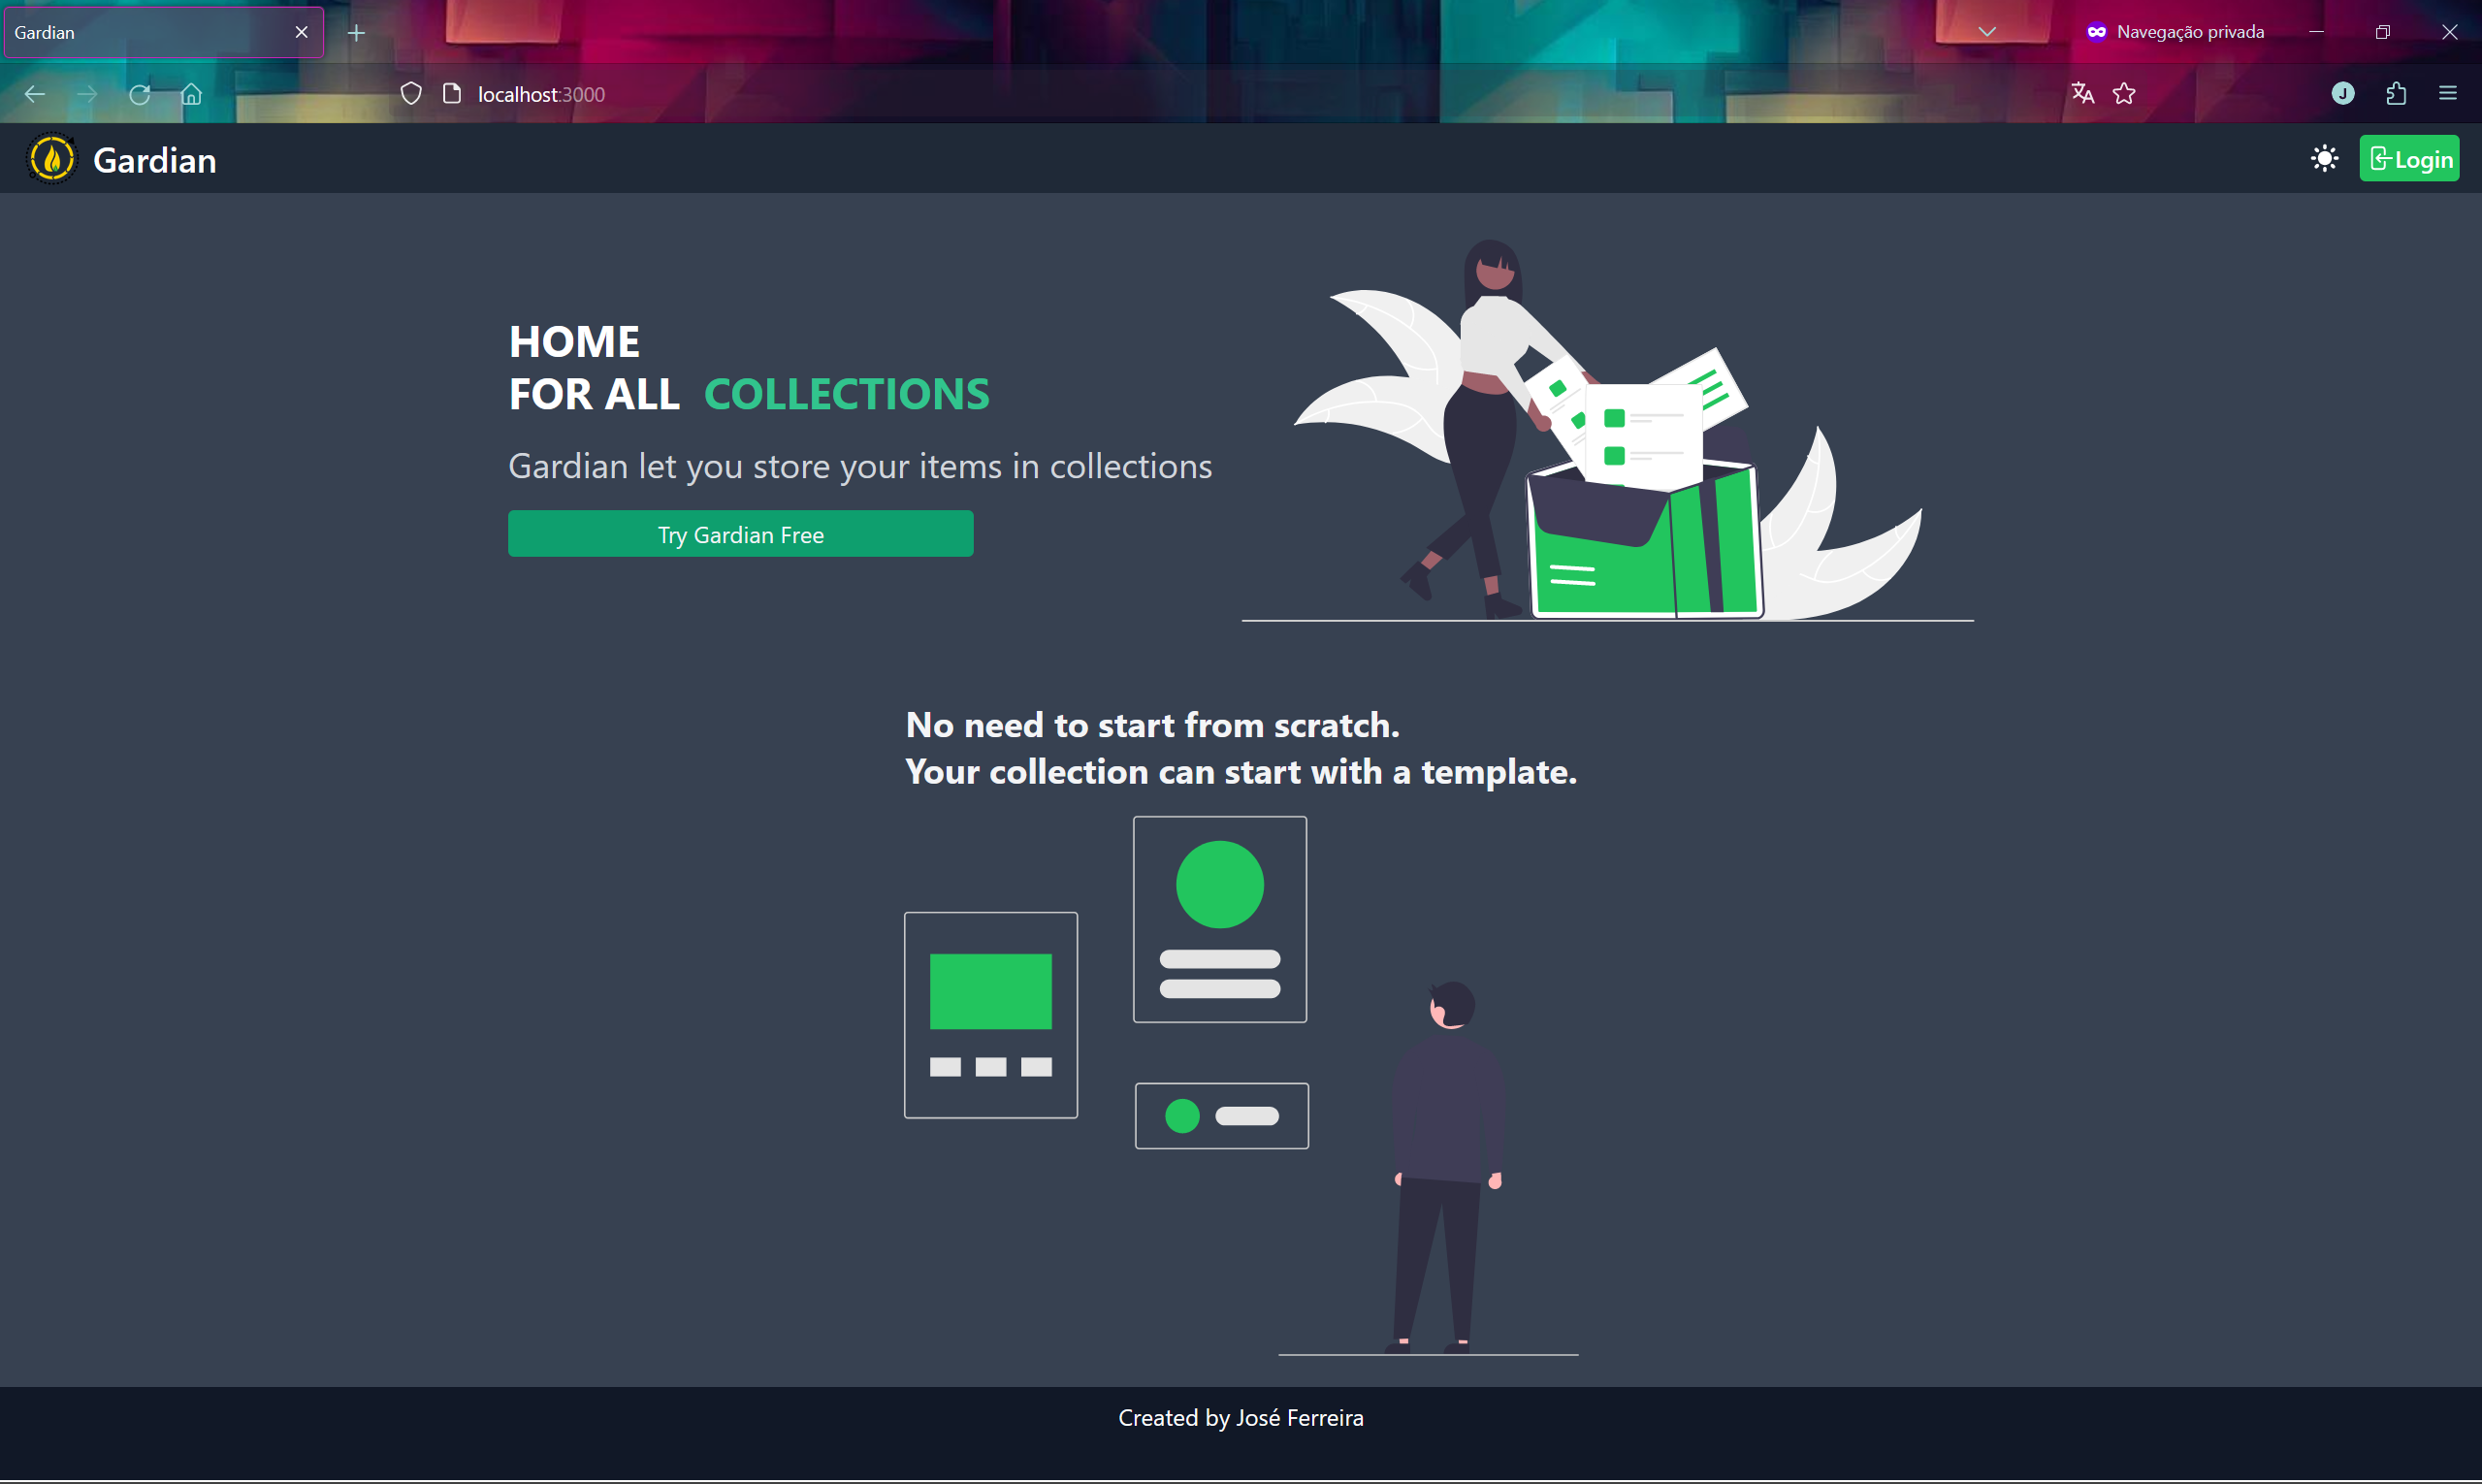 Gardian
Navegação privada
localhost:3000
J
Gardian
Login
HOME
FOR ALL COLLECTIONS
Gardian let you store your items in collections
Try Gardian Free
No need to start from scratch.
Your collection can start with a template.
Created by José Ferreira